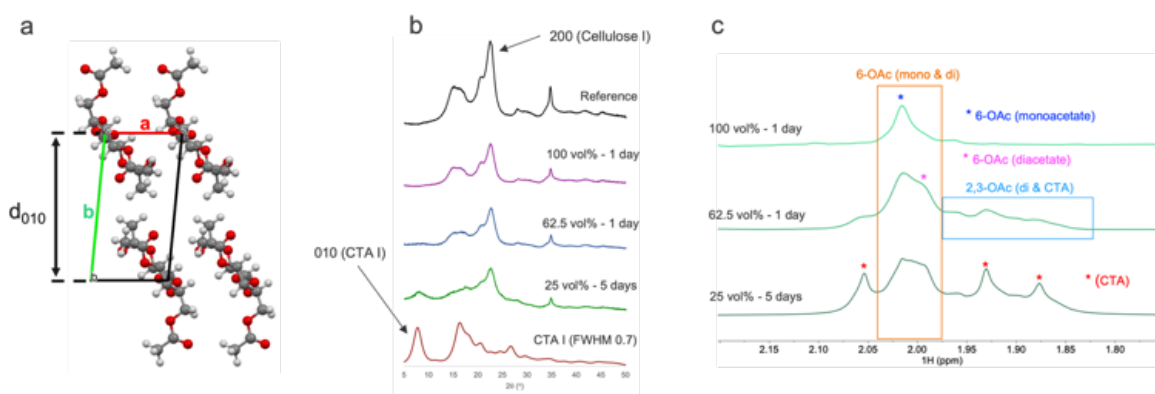 a
a
b
d010
b
200 (Cellulose I)
Reference
100 vol% - 1 day
62.5 vol% - 1 day
010 (CTA I)
25 vol% - 5 days
CTA I (FWHM 0.7)
5 10 15 20 25 30 35 40 45 50
2θ (°)
c
6-OAc (mono & di)
* 6-OAc (monoacetate)
100 vol% - 1 day
* 6-OAc (diacetate)
2,3-OAc (di & CTA)
62.5 vol% - 1 day
* (CTA)
25 vol% - 5 days
2.15 2.10 2.05 2.00 1.95 1.90 1.85 1.80
1H (ppm)